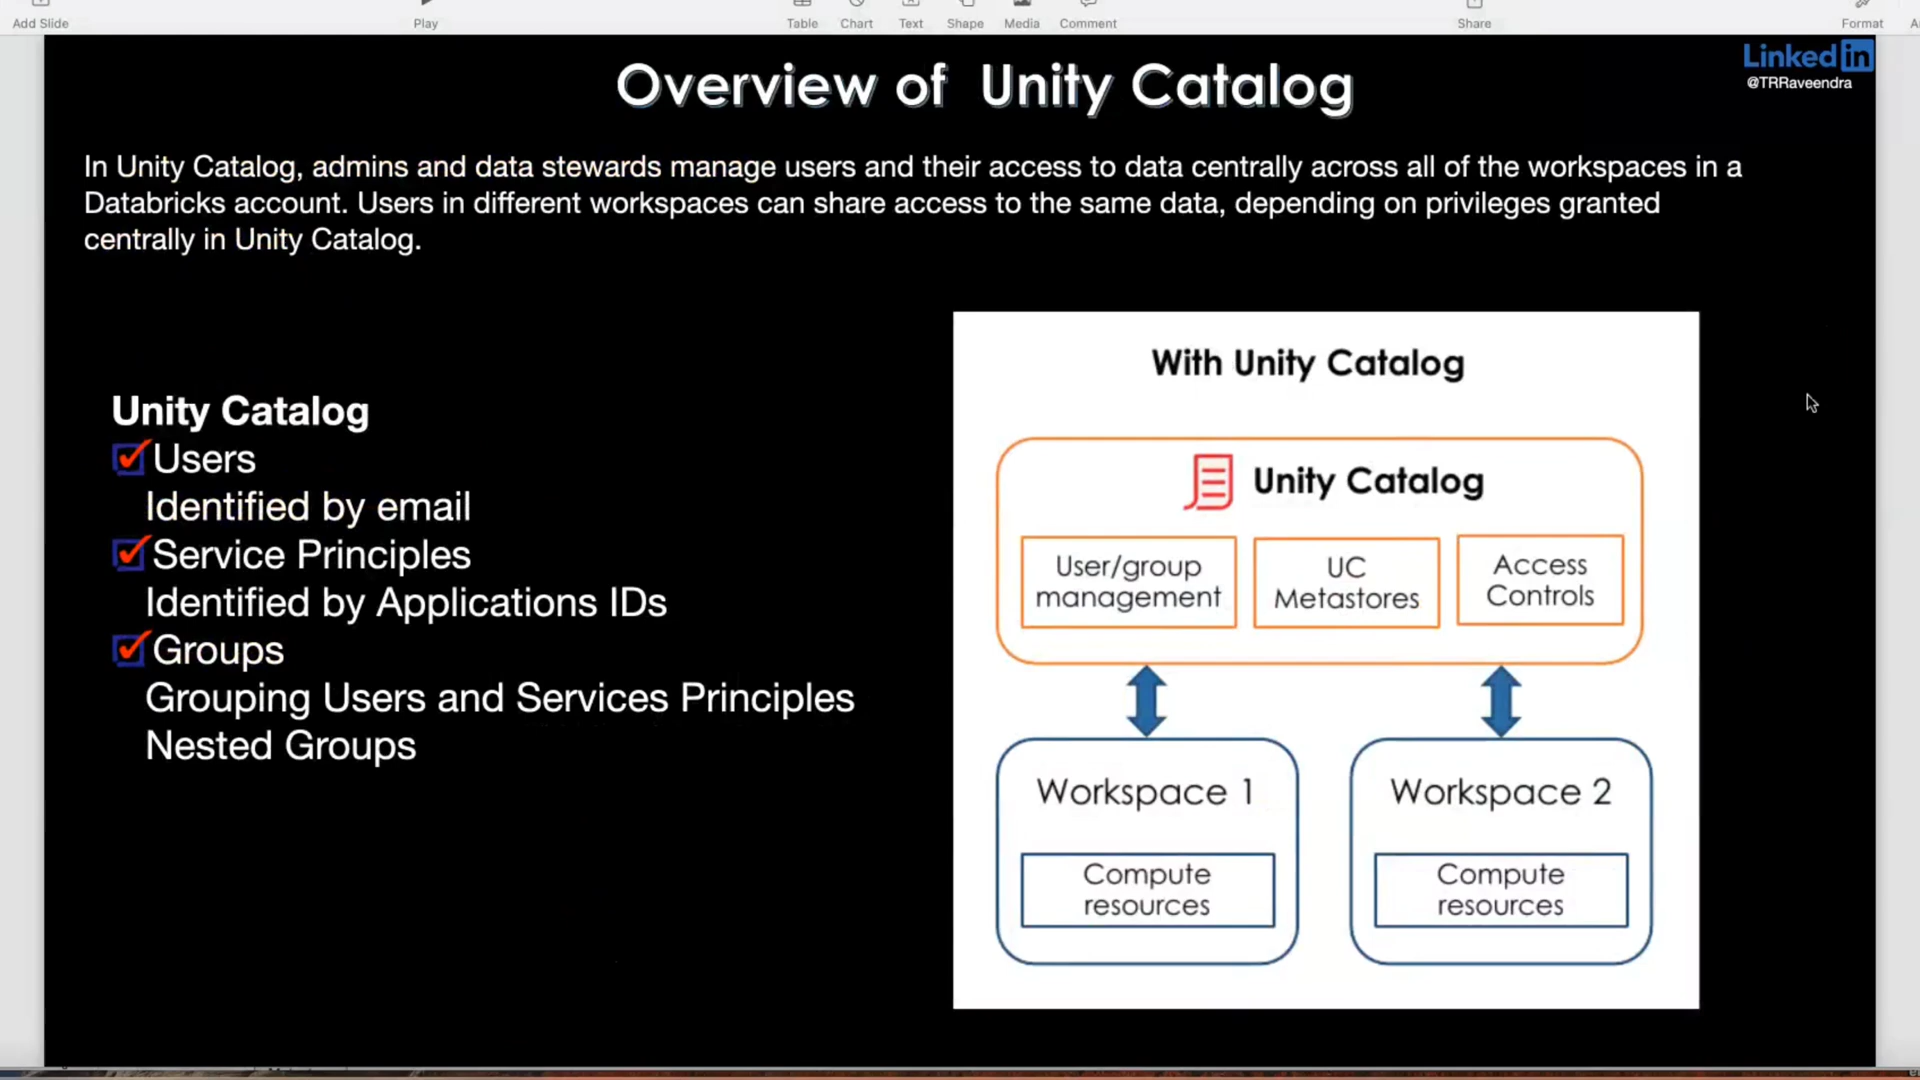 Add Slide
Play
Table
Chart
Text
Shape
Media
Comment
Share
Format
Overview of Unity Catalog
Linked in
@TRRaveendra
In Unity Catalog, admins and data stewards manage users and their access to data centrally across all of the workspaces in a
Databricks account. Users in different workspaces can share access to the same data, depending on privileges granted
centrally in Unity Catalog.
Unity Catalog
Users
Identified by email
Service Principles
Identified by Applications IDs
Groups
Grouping Users and Services Principles
Nested Groups
With Unity Catalog
Unity Catalog
User/group
management
UC
Metastores
Access
Controls
Workspace 1
Compute
resources
Workspace 2
Compute
resources